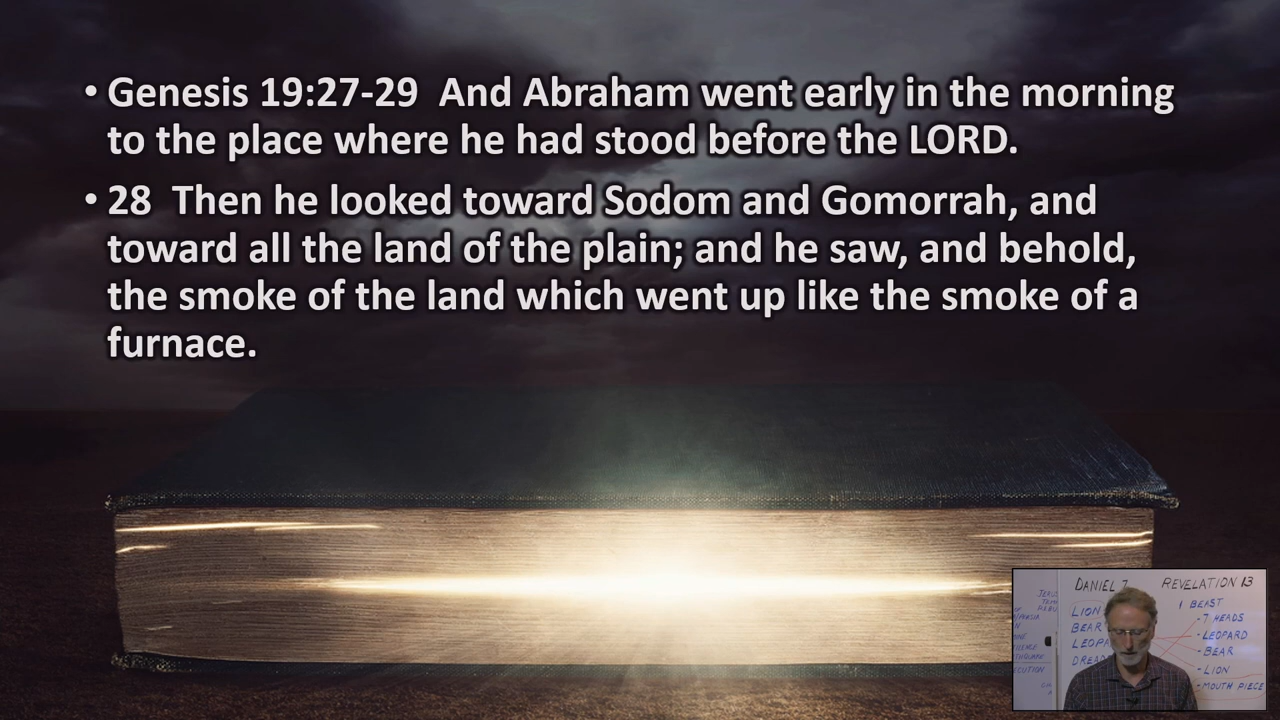 • Genesis 19:27-29  And Abraham went early in the morning
to the place where he had stood before the LORD.
• 28  Then he looked toward Sodom and Gomorrah, and
toward all the land of the plain; and he saw, and behold,
the smoke of the land which went up like the smoke of a
furnace.
DANIEL 7
LION
BEAR
REVELATION 13
1 BEAST
- 7 HEADS
- LEOPARD
- BEAR
- LION
- MOUTH PIECE